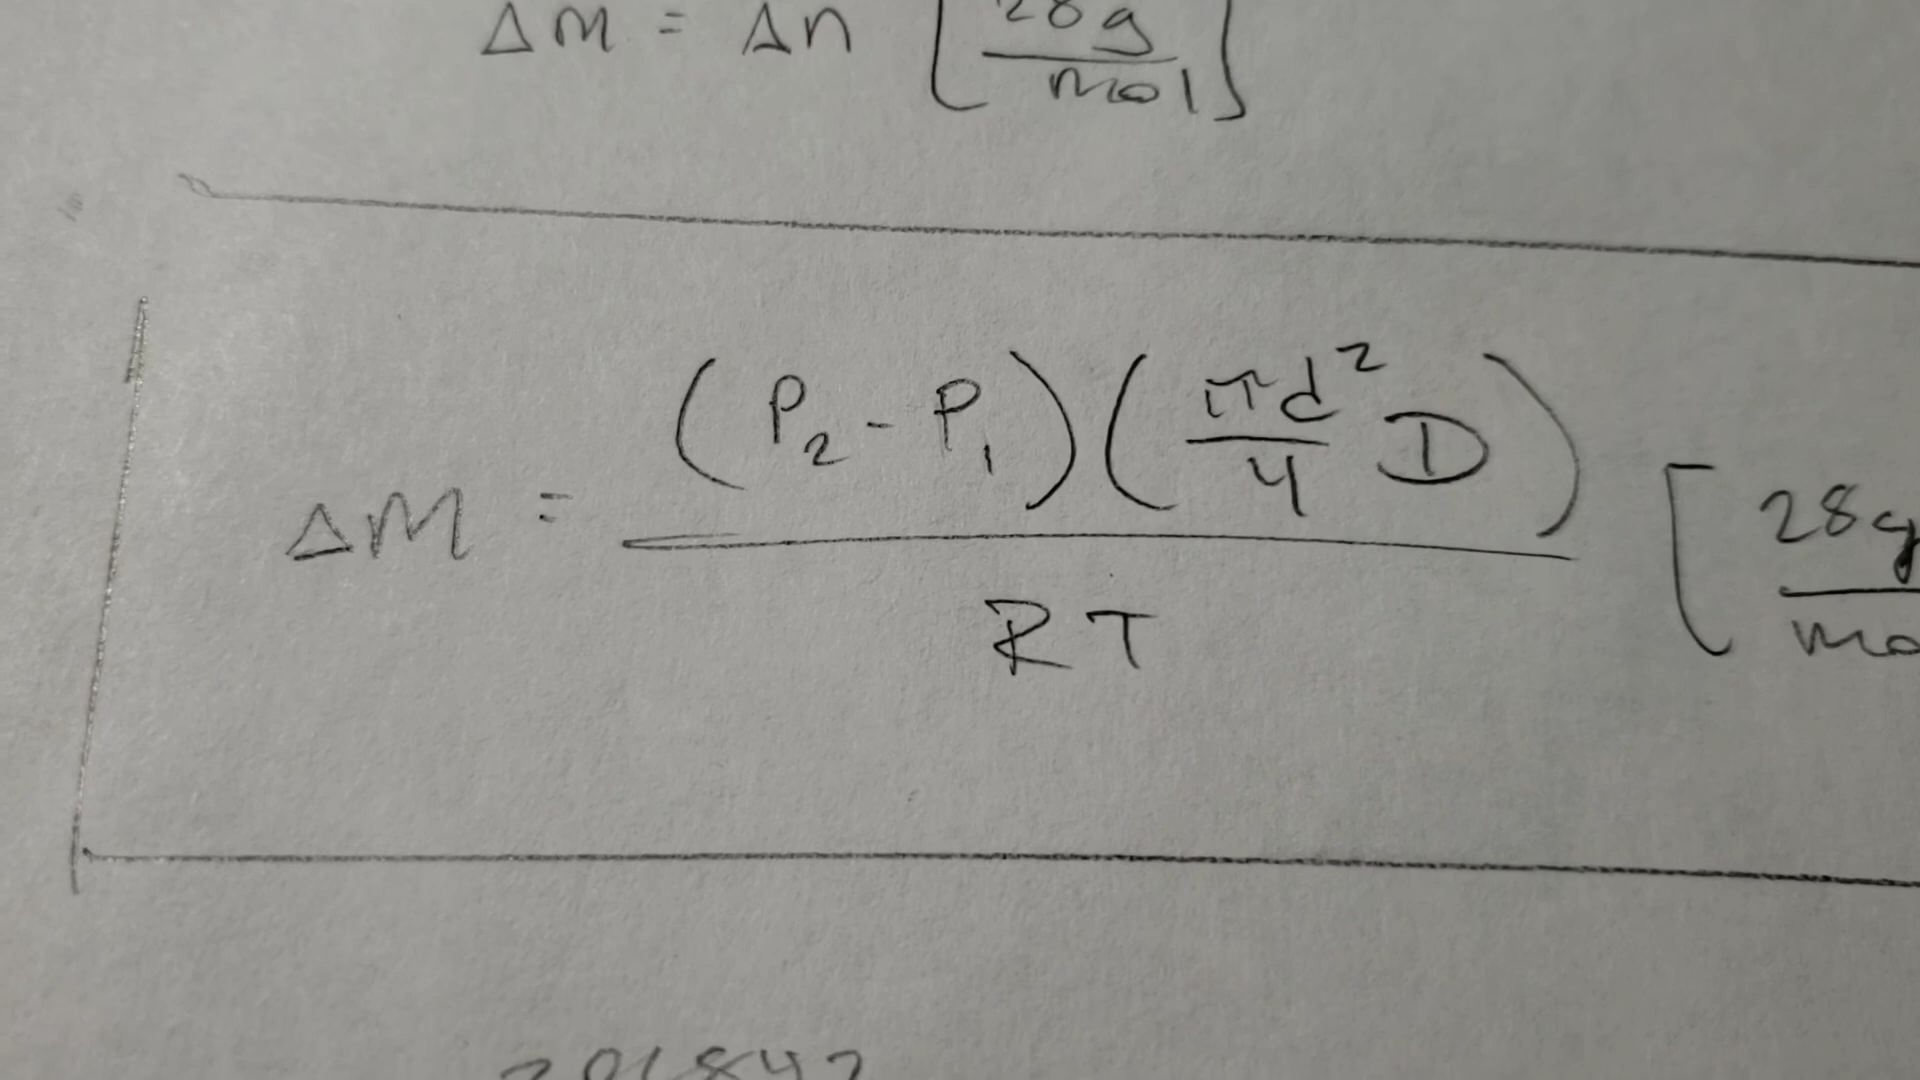 Δm = Δn [28g/mol]
ΔM = (P₂ - P₁)(πd²/4 D) / RT [28g/mo